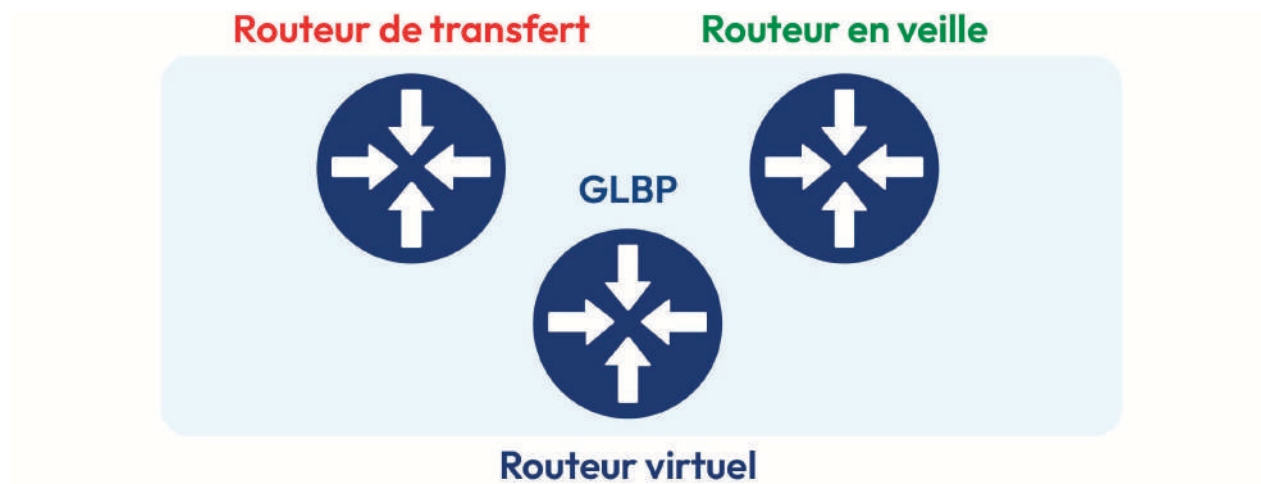 Routeur de transfert
Routeur en veille
GLBP
Routeur virtuel